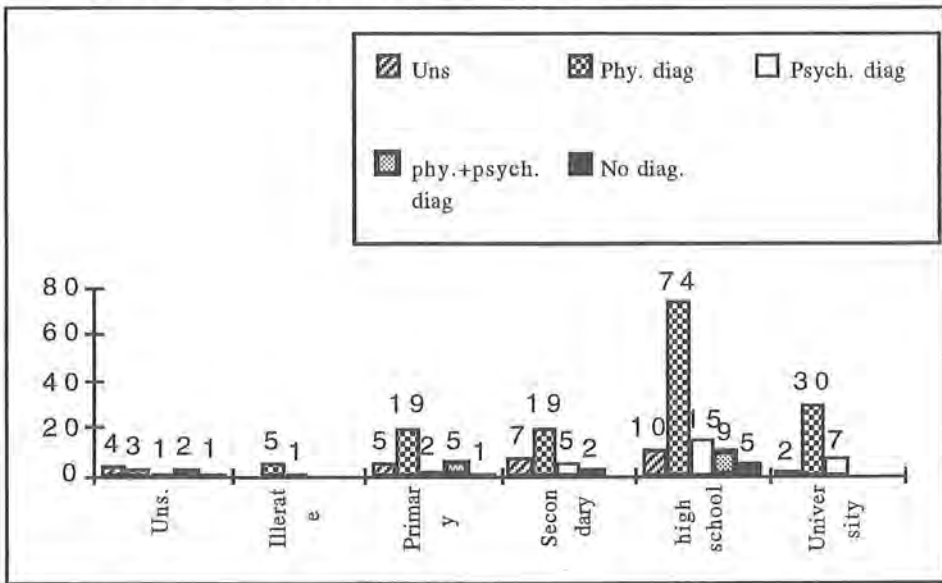 Uns Phy. diag Psych. diag
phy.+psych. No diag.
diag
80
60
40
20
0
4 3 1 2 1
5 1
5 19 2 5 1
7 19 5 2
10 74 15 9 5
2 30 7
Uns.
Illerat
e
Primar
y
Secon
dary
high
school
Univer
sity